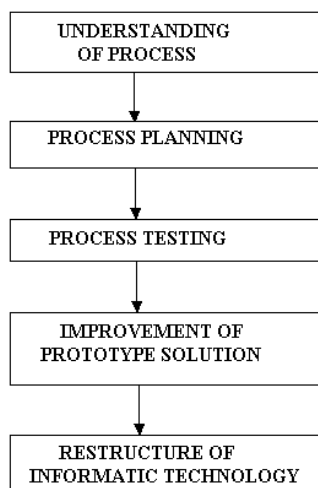 UNDERSTANDING
OF PROCESS
PROCESS PLANNING
PROCESS TESTING
IMPROVEMENT OF
PROTOTYPE SOLUTION
RESTRUCTURE OF
INFORMATIC TECHNOLOGY